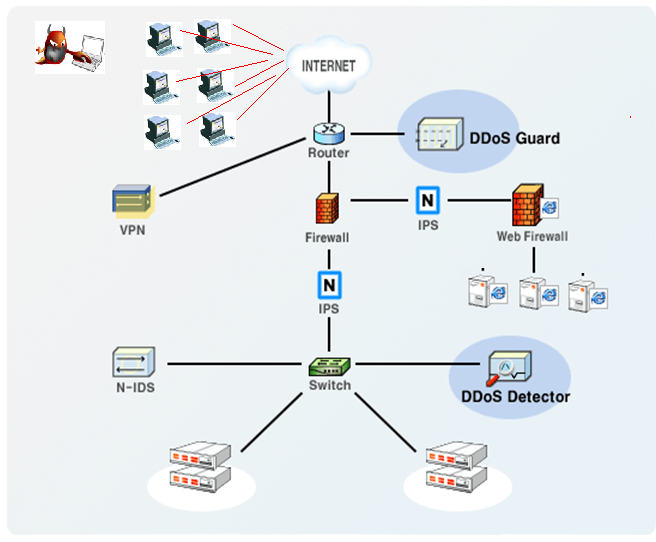 INTERNET
Router
DDoS Guard
VPN
Firewall
N
IPS
Web Firewall
N
IPS
N-IDS
Switch
DDoS Detector